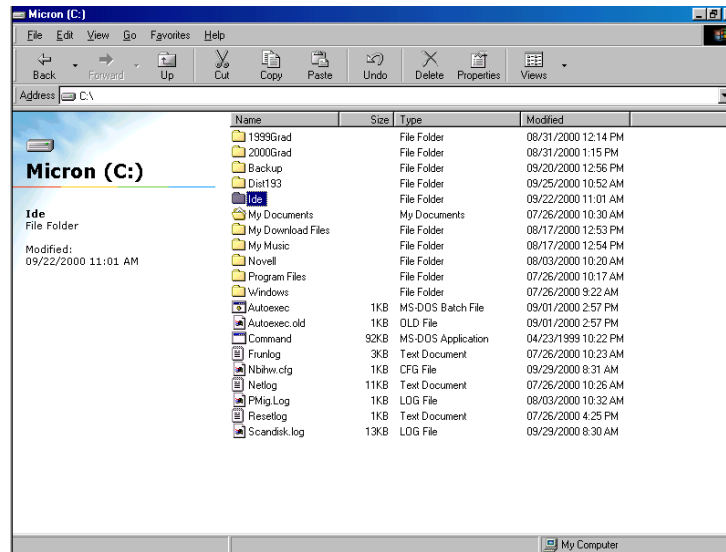 Micron (C:)
File Edit View Go Favorites Help
Back Forward Up Cut Copy Paste Undo Delete Properties Views
Address C:\
Micron (C:)
Ide
File Folder
Modified:
09/22/2000 11:01 AM
Name Size Type Modified
1999Grad File Folder 08/31/2000 12:14 PM
2000Grad File Folder 08/31/2000 1:15 PM
Backup File Folder 09/20/2000 12:56 PM
Dist193 File Folder 09/25/2000 10:52 AM
Ide File Folder 09/22/2000 11:01 AM
My Documents My Documents 07/26/2000 10:30 AM
My Download Files File Folder 08/17/2000 12:53 PM
My Music File Folder 08/17/2000 12:54 PM
Novell File Folder 08/03/2000 10:20 AM
Program Files File Folder 07/26/2000 10:17 AM
Windows File Folder 07/26/2000 9:22 AM
Autoexec 1KB MS-DOS Batch File 09/01/2000 2:57 PM
Autoexec.old 1KB OLD File 09/01/2000 2:57 PM
Command 92KB MS-DOS Application 04/23/1999 10:22 PM
Frunlog 3KB Text Document 07/26/2000 10:23 AM
Nbihw.cfg 1KB CFG File 09/29/2000 8:31 AM
Netlog 11KB Text Document 07/26/2000 10:26 AM
PMig.Log 1KB LOG File 08/03/2000 10:32 AM
Resetlog 1KB Text Document 07/26/2000 4:25 PM
Scandisk.log 13KB LOG File 09/29/2000 8:30 AM
My Computer